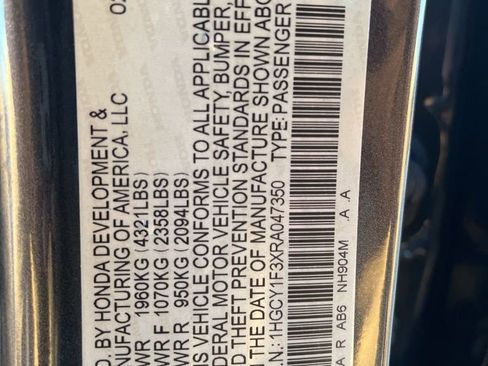 D. BY HONDA DEVELOPMENT &
NUFACTURING OF AMERICA, LLC
WR 1960KG (4321LBS)
WR F 1070KG (2358LBS)
WR R 950KG (2094LBS)
IS VEHICLE CONFORMS TO ALL APPLICABL
DERAL MOTOR VEHICLE SAFETY, BUMPER,
D THEFT PREVENTION STANDARDS IN EFF
THE DATE OF MANUFACTURE SHOWN ABO
.N.: 1HGCY1F3XRA047350 TYPE: PASSENGER
A R AB6 NH904M A .A